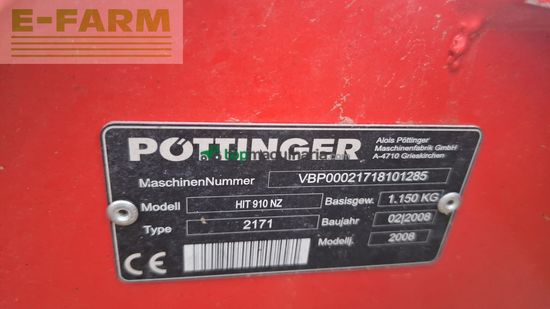 E-FARM
PÖTTINGER
Alois Pöttinger
Maschinenfabrik GmbH
A-4710 Grieskirchen
topmaquinaria
MaschinenNummer VBP00021718101285
Modell HIT 910 NZ Basisgew. 1.150 KG
Type 2171 Baujahr 02|2008
Modellj. 2008
CE